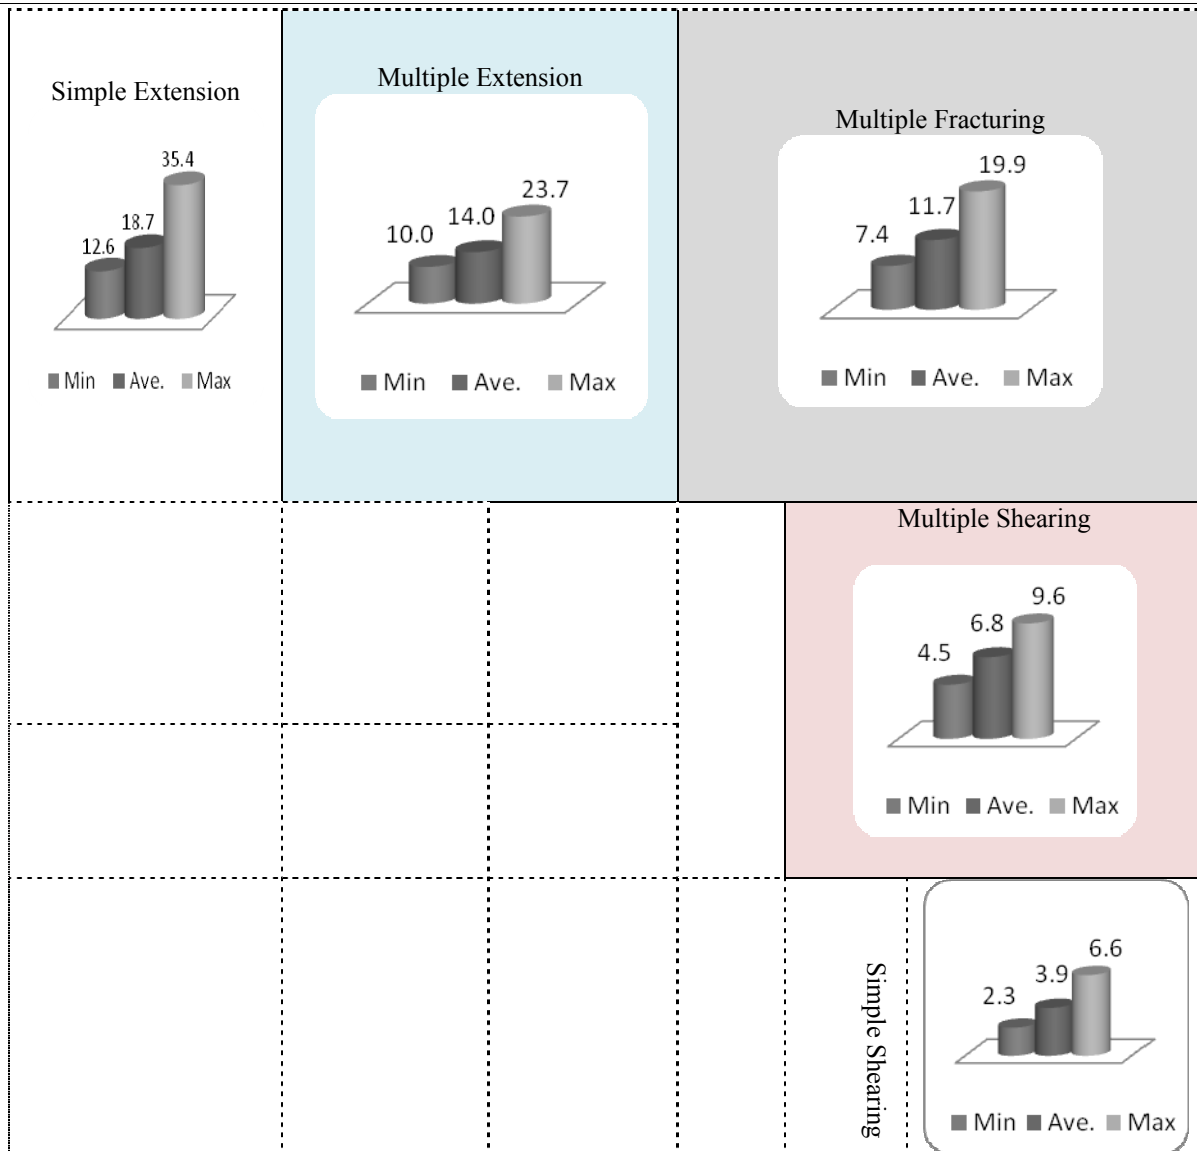 Simple Extension
35.4
18.7
12.6
Min Ave. Max
Multiple Extension
23.7
14.0
10.0
Min Ave. Max
Multiple Fracturing
19.9
11.7
7.4
Min Ave. Max
Multiple Shearing
9.6
6.8
4.5
Min Ave. Max
Simple Shearing
6.6
3.9
2.3
Min Ave. Max